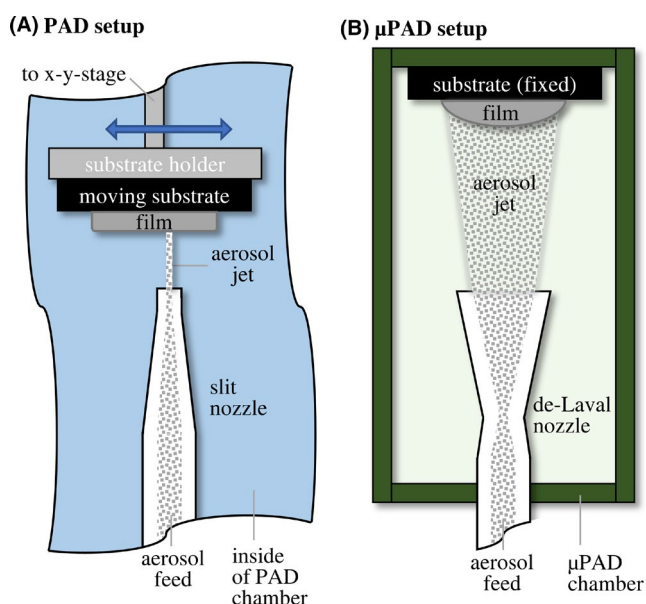 (A) PAD setup
to x-y-stage
substrate holder
moving substrate
film
aerosol
jet
slit
nozzle
aerosol
feed
inside
of PAD
chamber
(B) µPAD setup
substrate (fixed)
film
aerosol
jet
de-Laval
nozzle
aerosol
feed
µPAD
chamber